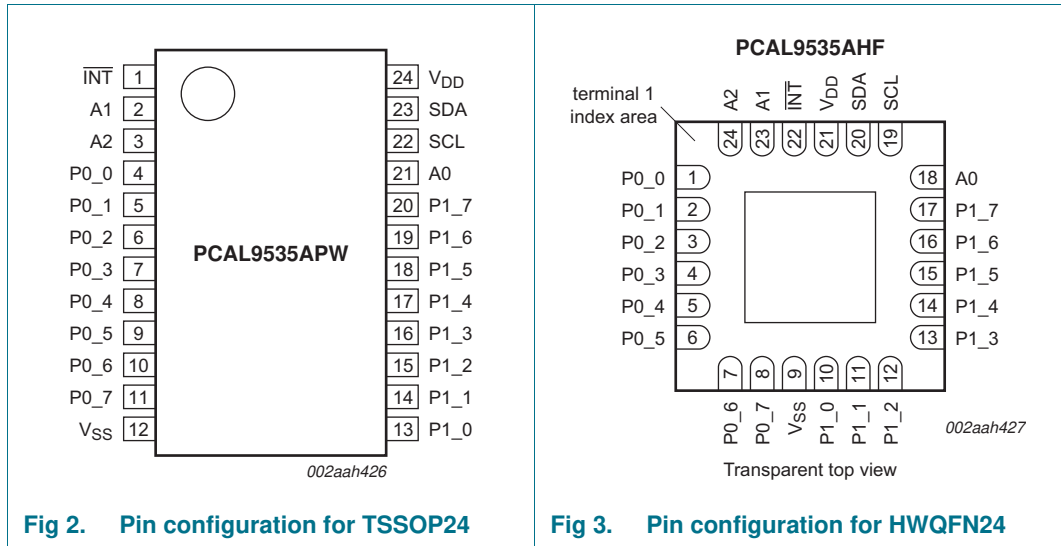 INT 1
A1 2
A2 3
P0_0 4
P0_1 5
P0_2 6
P0_3 7
P0_4 8
P0_5 9
P0_6 10
P0_7 11
VSS 12
PCAL9535APW
24 VDD
23 SDA
22 SCL
21 A0
20 P1_7
19 P1_6
18 P1_5
17 P1_4
16 P1_3
15 P1_2
14 P1_1
13 P1_0
002aah426
Fig 2. Pin configuration for TSSOP24
PCAL9535AHF
terminal 1
index area
A2 A1 INT VDD SDA SCL
24 23 22 21 20 19
P0_0 1
P0_1 2
P0_2 3
P0_3 4
P0_4 5
P0_5 6
18 A0
17 P1_7
16 P1_6
15 P1_5
14 P1_4
13 P1_3
7 8 9 10 11 12
P0_6 P0_7 VSS P1_0 P1_1 P1_2
002aah427
Transparent top view
Fig 3. Pin configuration for HWQFN24